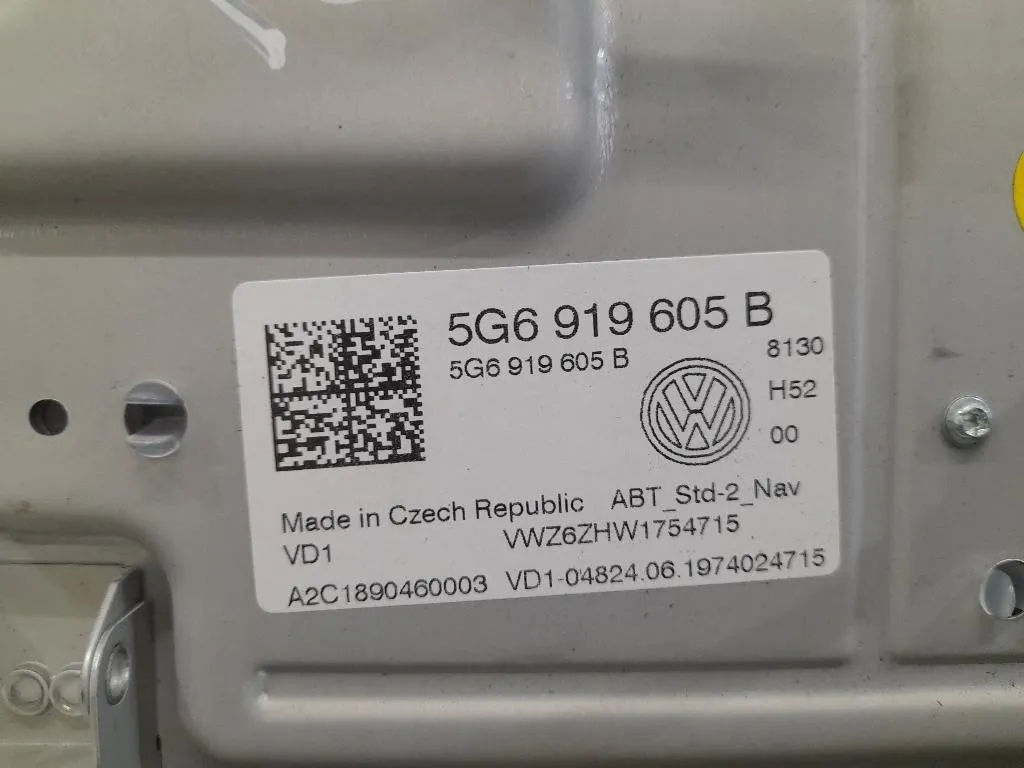 5G6 919 605 B
5G6 919 605 B
8130
H52
00
Made in Czech Republic ABT_Std-2_Nav
VD1 VWZ6ZHW1754715
A2C1890460003 VD1-04824.06.1974024715